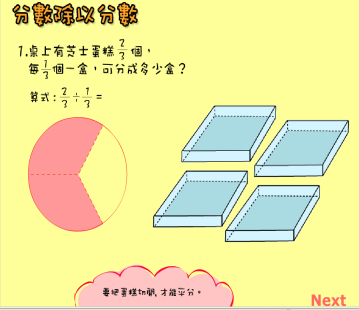 分數除以分數
1.桌上有芝士蛋糕2/3個，
每1/3個一盒，可分成多少盒？
算式：2/3÷1/3=
要把蛋糕切開,才能平分。
Next